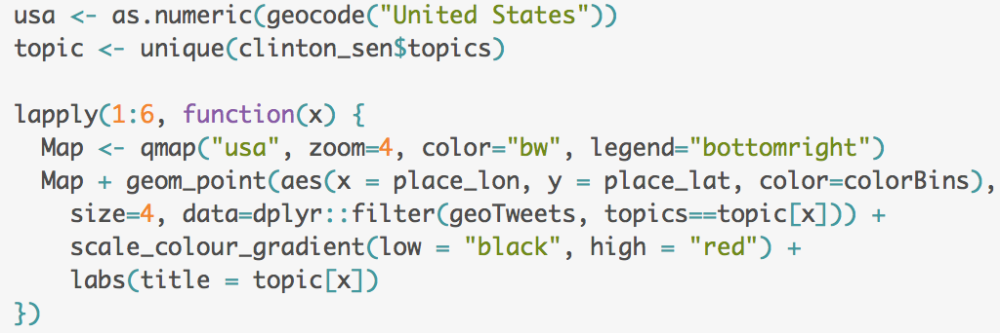 usa <- as.numeric(geocode("United States"))
topic <- unique(clinton_sen$topics)

lapply(1:6, function(x) {
  Map <- qmap("usa", zoom=4, color="bw", legend="bottomright")
  Map + geom_point(aes(x = place_lon, y = place_lat, color=colorBins),
    size=4, data=dplyr::filter(geoTweets, topics==topic[x])) +
    scale_colour_gradient(low = "black", high = "red") +
    labs(title = topic[x])
})